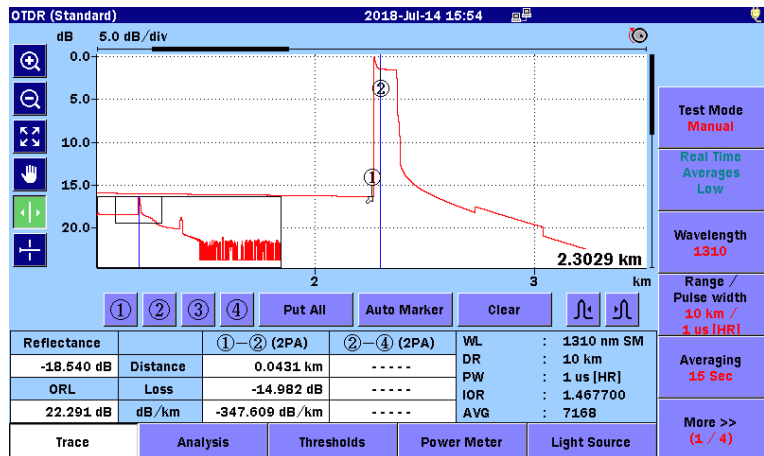 OTDR (Standard) 2018-Jul-14 15:54
dB 5.0 dB/div
0.0
5.0
10.0
15.0
20.0
②
①
2.3029 km
2 3 km
① ② ③ ④ Put All Auto Marker Clear
Reflectance ①−② (2PA) ②−④ (2PA)
-18.540 dB Distance 0.0431 km -----
ORL Loss -14.982 dB -----
22.291 dB dB/km -347.609 dB/km -----
WL : 1310 nm SM
DR : 10 km
PW : 1 us [HR]
IOR : 1.467700
AVG : 7168
Trace Analysis Thresholds Power Meter Light Source
Test Mode
Manual
Real Time
Averages
Low
Wavelength
1310
Range /
Pulse width
10 km /
1 us [HR]
Averaging
15 Sec
More >>
(1 / 4)